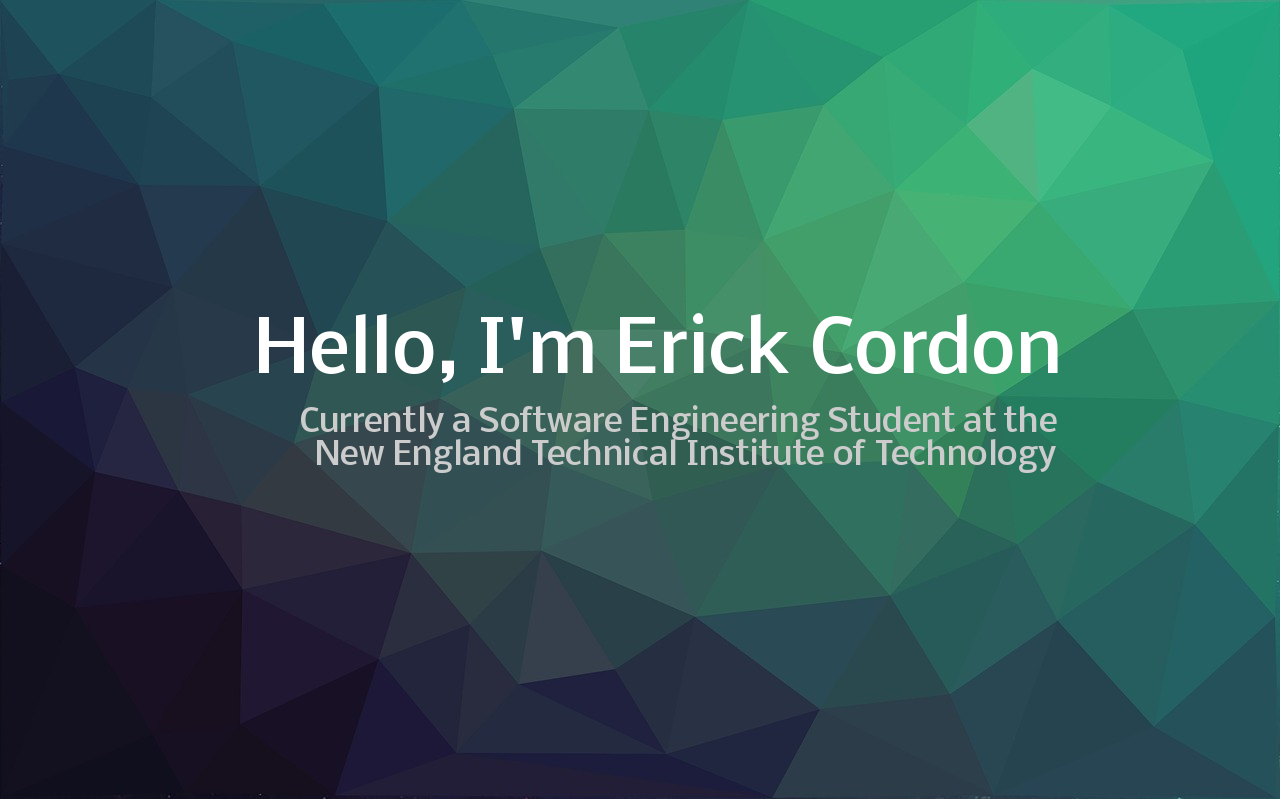 Hello, I'm Erick Cordon
Currently a Software Engineering Student at the
New England Technical Institute of Technology